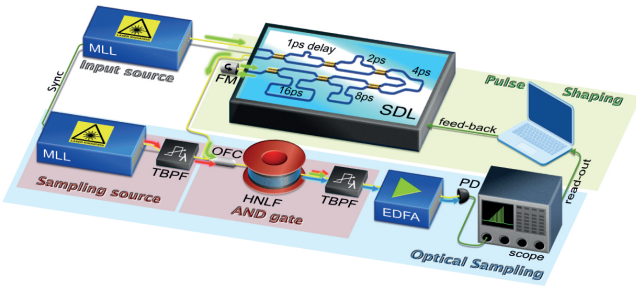 MLL
Input source
Sync
1ps delay
2ps
4ps
16ps
8ps
SDL
FM
Pulse
Shaping
feed-back
read-out
MLL
TBPF
Sampling source
OFC
HNLF
AND gate
TBPF
EDFA
PD
scope
Optical Sampling